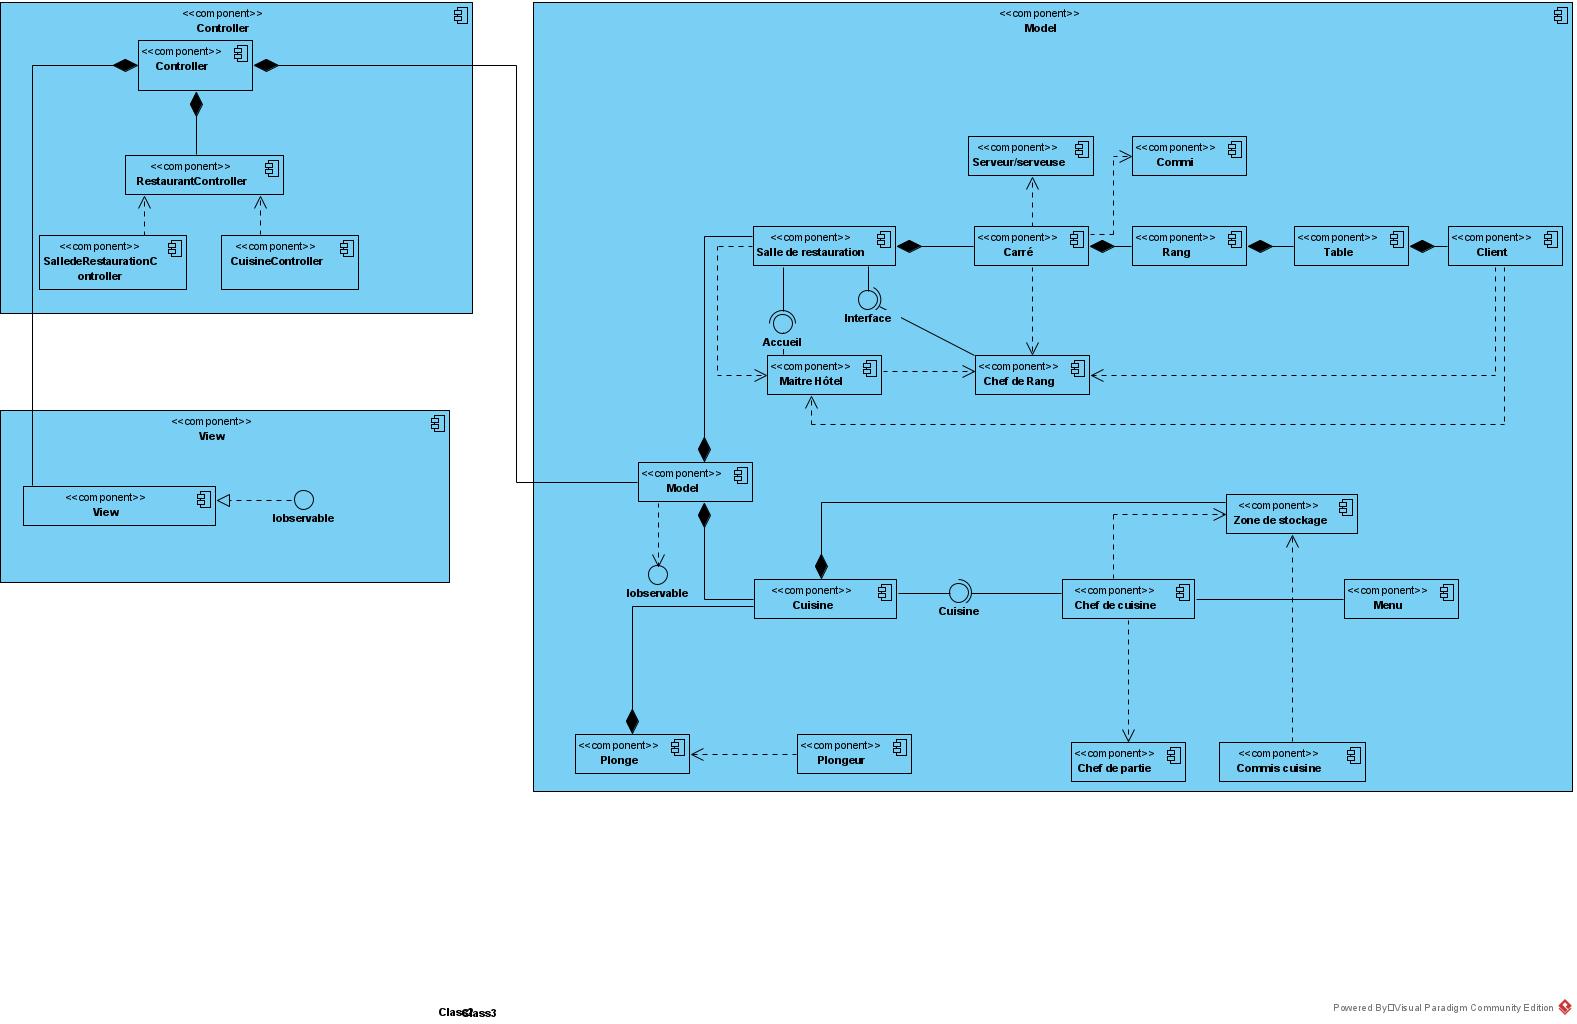 <<component>>
Controller
<<component>>
Controller
<<component>>
RestaurantController
<<component>>
SalledeRestaurationC
ontroller
<<component>>
CuisineController
<<component>>
View
<<component>>
View
Iobservable
<<component>>
Model
<<component>>
Serveur/serveuse
<<component>>
Commi
<<component>>
Salle de restauration
<<component>>
Carré
<<component>>
Rang
<<component>>
Table
<<component>>
Client
Interface
Accueil
<<component>>
Maitre Hôtel
<<component>>
Chef de Rang
<<component>>
Model
Iobservable
<<component>>
Zone de stockage
<<component>>
Cuisine
Cuisine
<<component>>
Chef de cuisine
<<component>>
Menu
<<component>>
Plonge
<<component>>
Plongeur
<<component>>
Chef de partie
<<component>>
Commis cuisine
Class2
Class3
Powered By Visual Paradigm Community Edition